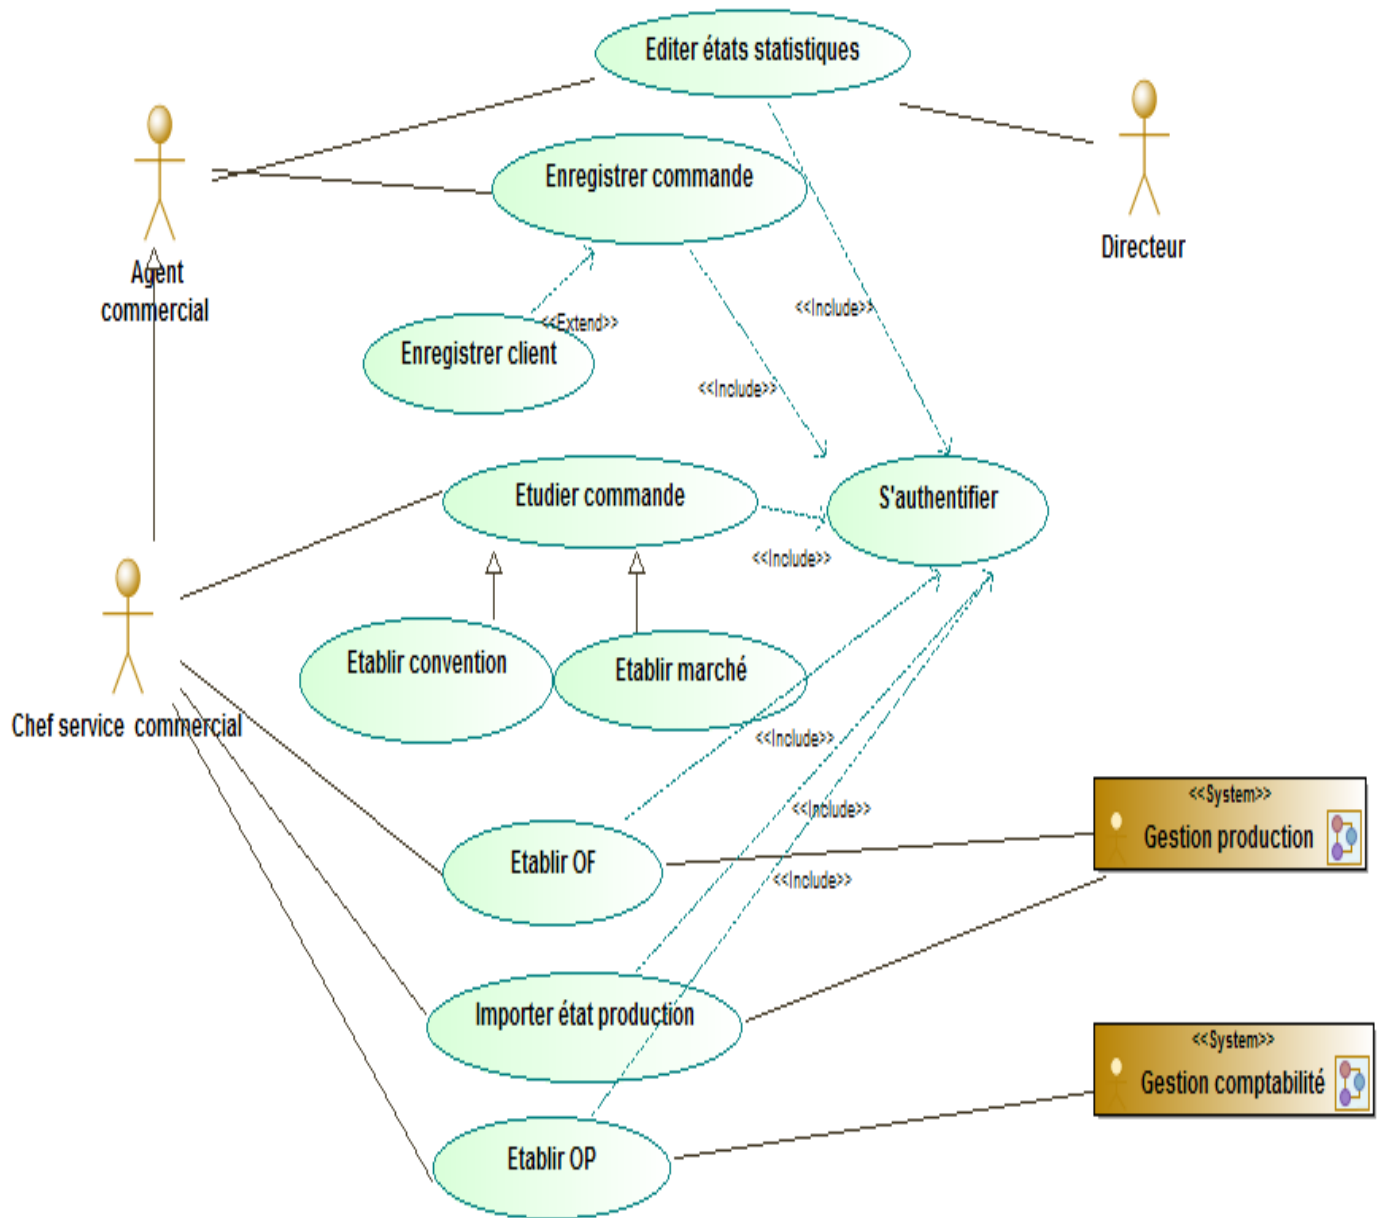 Editer états statistiques
Enregistrer commande
Directeur
Agent
commercial
<<Include>>
<<Extend>>
Enregistrer client
<<Include>>
Etudier commande
S'authentifier
<<Include>>
Etablir convention
Etablir marché
Chef service  commercial
<<Include>>
<<System>>
<<Include>>
Gestion production
Etablir OF
<<Include>>
Importer état production
<<System>>
Gestion comptabilité
Etablir OP